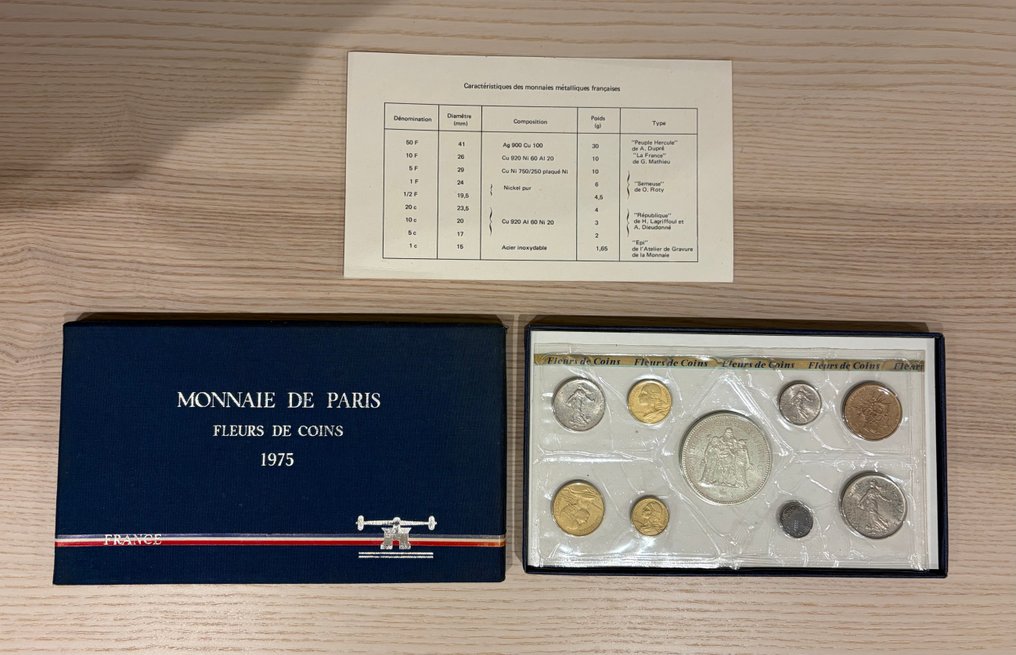 Caractéristiques des monnaies métalliques françaises
Dénomination Diamètre (mm) Composition Poids (g) Type
50 F 41 Ag 900 Cu 100 30 "Peuple Hercule" de A. Dupré
10 F 26 Cu 920 Ni 60 Al 20 10 "La France" de G. Mathieu
5 F 29 Cu Ni 750/250 plaqué Ni 10
1 F 24 Nickel pur 6 "Semeuse" de O. Roty
1/2 F 19,5 4,5
20 c 23,5 4
10 c 20 Cu 920 Al 60 Ni 20 3 "République" de H. Lagriffoul et A. Dieudonné
5 c 17 2
1 c 15 Acier inoxydable 1,65 "Epi" de l'Atelier de Gravure de la Monnaie
MONNAIE DE PARIS
FLEURS DE COINS
1975
FRANCE
Fleurs de Coins Fleurs de Coins Fleurs de Coins Fleurs de Coins Fleurs